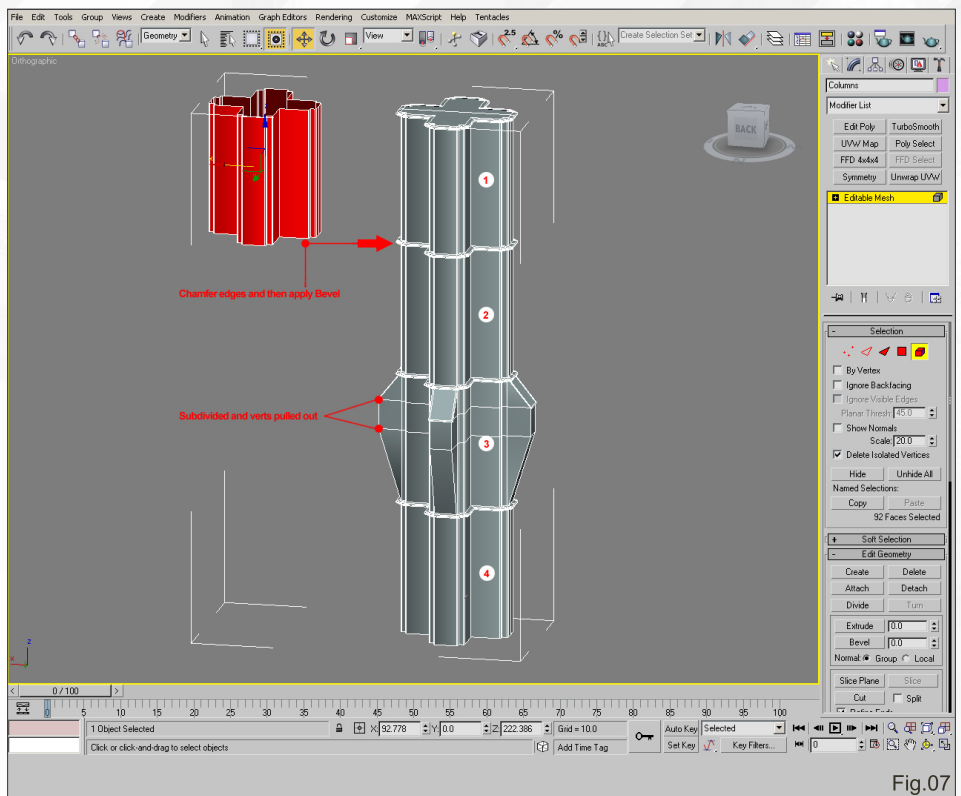 File Edit Tools Group Views Create Modifiers Animation Graph Editors Rendering Customize MAXScript Help Tentacles
Geometry View 2.5 Create Selection Set
Orthographic
BACK
1
2
3
4
Chamfer edges and then apply Bevel
Subdivided and verts pulled out
z
x
Columns
Modifier List
Edit Poly TurboSmooth
UVW Map Poly Select
FFD 4x4x4 FFD Select
Symmetry Unwrap UVW
Editable Mesh
Selection
By Vertex
Ignore Backfacing
Ignore Visible Edges
Planar Thresh: 45.0
Show Normals
Scale: 20.0
Delete Isolated Vertices
Hide Unhide All
Named Selections:
Copy Paste
92 Faces Selected
+ Soft Selection
- Edit Geometry
Create Delete
Attach Detach
Divide Turn
Extrude 0.0
Bevel 0.0
Normal: Group Local
Slice Plane Slice
Cut Split
Refine Ends
< 0 / 100 >
0 5 10 15 20 25 30 35 40 45 50 55 60 65 70 75 80 85 90 95 100
1 Object Selected X: 92.778 Y: 0.0 Z: 222.386 Grid = 10.0 Auto Key Selected
Click or click-and-drag to select objects Add Time Tag Set Key Key Filters... 0
Fig.07